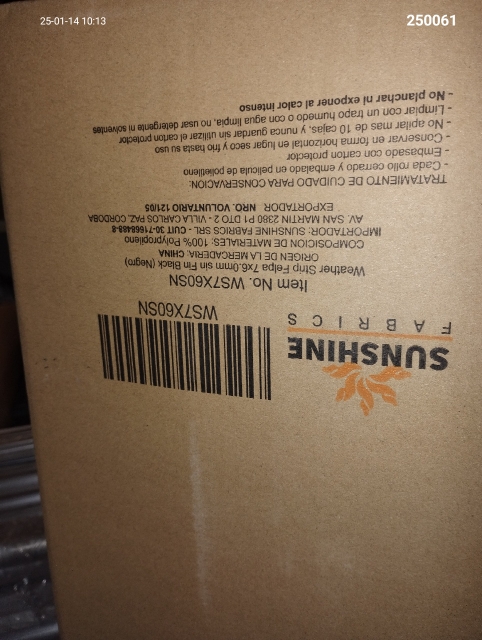 25-01-14 10:13
250061
SUNSHINE
FABRICS
WS7X60SN
Item No. WS7X60SN
Weather Strip Felpa 7x6.0mm Fin sin Black (Negro)
ORIGEN DE LA MERCADERIA: CHINA
COMPOSICION DE MATERIALES: 100% Polypropileno
IMPORTADOR: SUNSHINE FABRICS SRL - CUIT 30-71668488-8
AV. SAN MARTIN 2380 P1 DTO 2 - VILLA CARLOS PAZ, CORDOBA
EXPORTADOR NRO. VOLUNTARIO 121/05
TRATAMIENTO DE CUIDADO PARA CONSERVACION:
- Cada rollo cerrado y embalado en película de polietileno
- Embasado con carton protector
- Conservar en forma horizontal en lugar seco y frio hasta su uso
- No apilar mas de 10 cajas, y nunca guardar sin utilizar el carton protector
- Limpiar con un trapo humedo o con agua limpia, no usar detergente ni solventes
- No planchar ni exponer al calor intenso